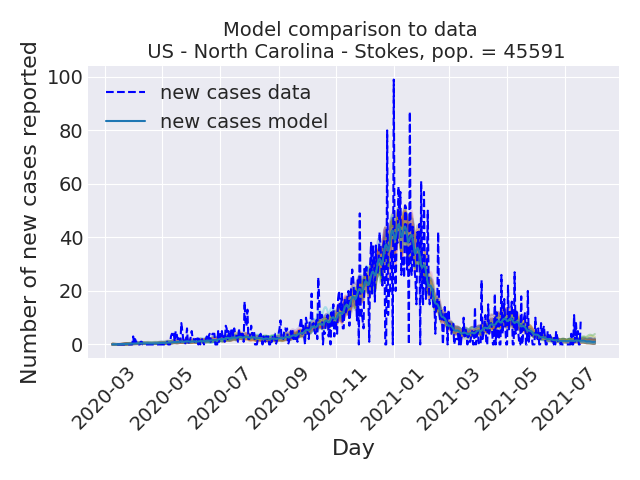 Model comparison to data
US - North Carolina - Stokes, pop. = 45591
Number of new cases reported
100
80
60
40
20
0
new cases data
new cases model
2020-03
2020-05
2020-07
2020-09
2020-11
2021-01
2021-03
2021-05
2021-07
Day